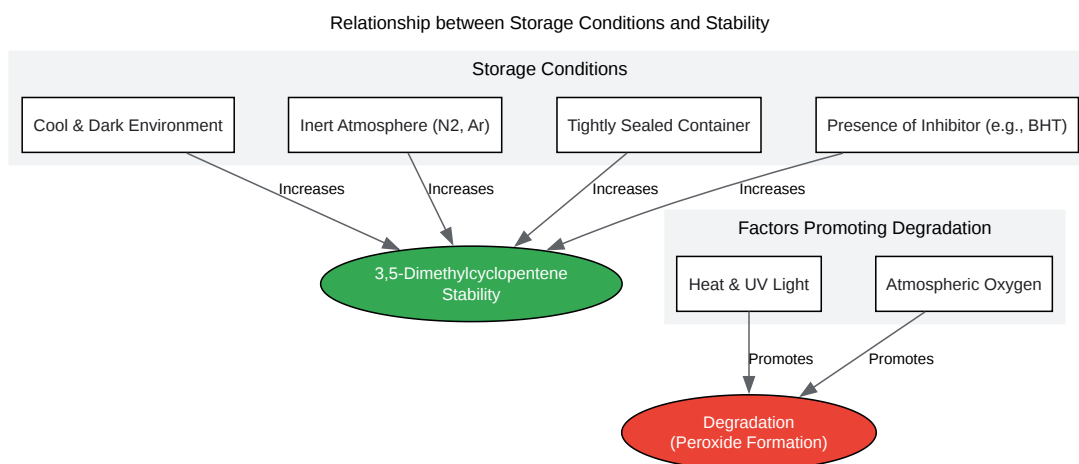 Relationship between Storage Conditions and Stability
Storage Conditions
Cool & Dark Environment
Inert Atmosphere (N2, Ar)
Tightly Sealed Container
Presence of Inhibitor (e.g., BHT)
Increases
Increases
Increases
Increases
Factors Promoting Degradation
3,5-Dimethylcyclopentene
Stability
Heat & UV Light
Atmospheric Oxygen
Promotes
Promotes
Degradation
(Peroxide Formation)